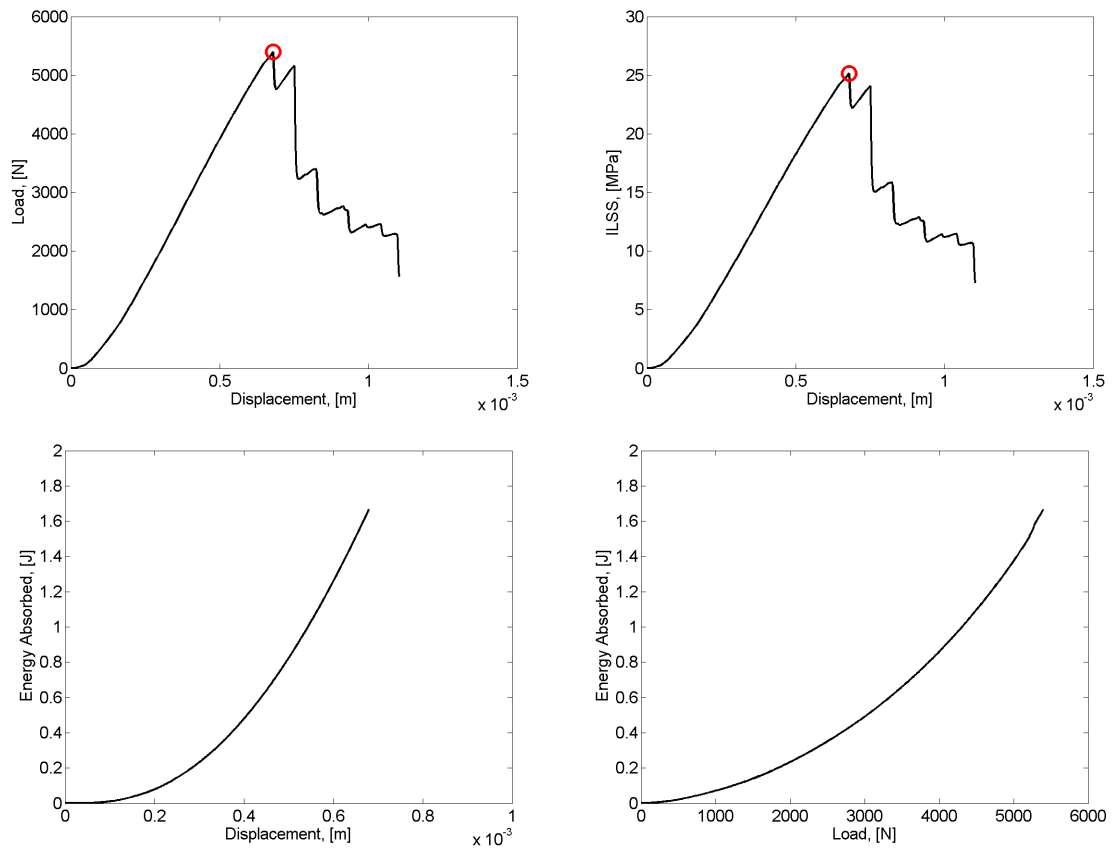 6000
5000
4000
3000
2000
1000
0
Load, [N]
0 0.5 1 1.5
Displacement, [m]
x 10⁻³
30
25
20
15
10
5
0
ILSS, [MPa]
0 0.5 1 1.5
Displacement, [m]
x 10⁻³
2
1.8
1.6
1.4
1.2
1
0.8
0.6
0.4
0.2
0
Energy Absorbed, [J]
0 0.2 0.4 0.6 0.8 1
Displacement, [m]
x 10⁻³
2
1.8
1.6
1.4
1.2
1
0.8
0.6
0.4
0.2
0
Energy Absorbed, [J]
0 1000 2000 3000 4000 5000 6000
Load, [N]